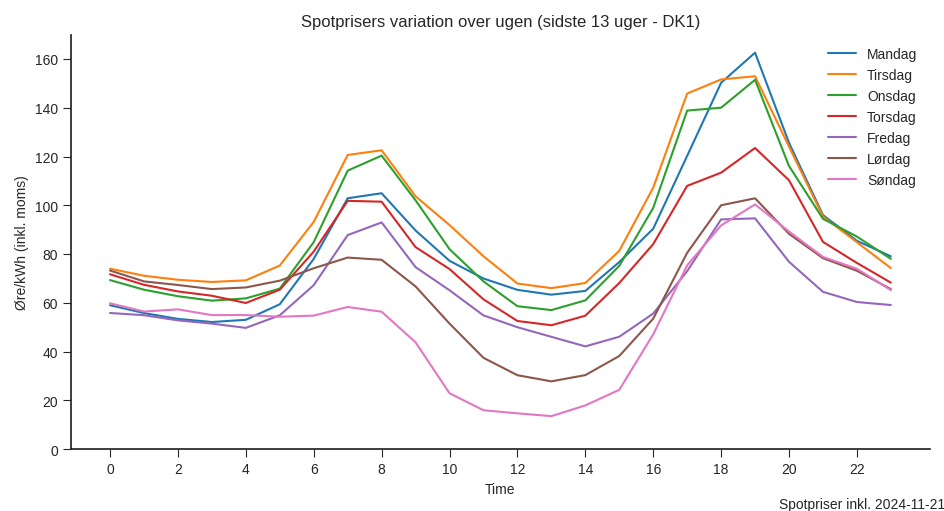 Spotprisers variation over ugen (sidste 13 uger - DK1)
Mandag
Tirsdag
Onsdag
Torsdag
Fredag
Lørdag
Søndag
Øre/kWh (inkl. moms)
160
140
120
100
80
60
40
20
0
0 2 4 6 8 10 12 14 16 18 20 22
Time
Spotpriser inkl. 2024-11-21